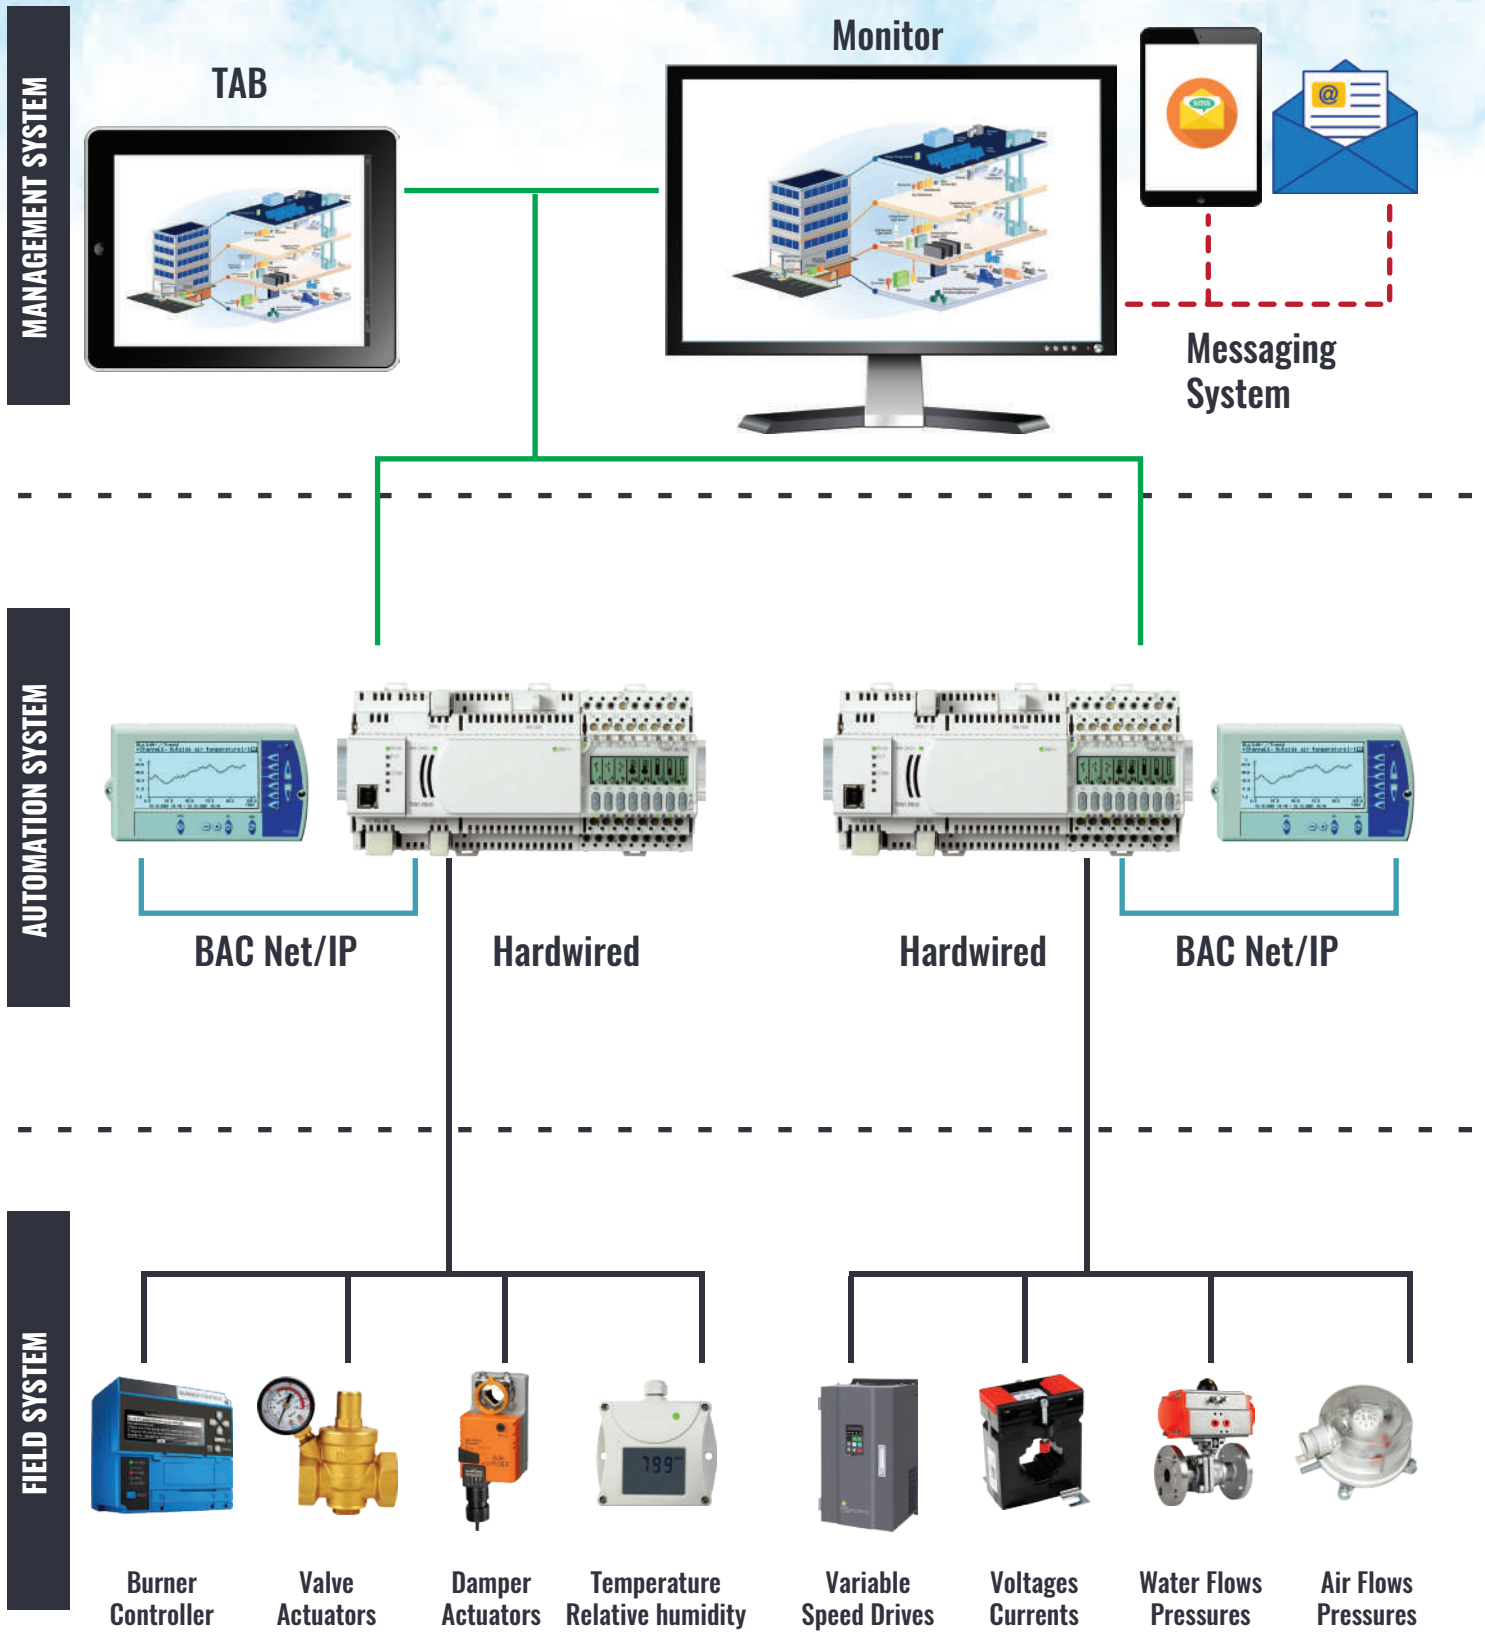 MANAGEMENT SYSTEM
TAB
Monitor
sms
@
Messaging
System
AUTOMATION SYSTEM
BAC Net/IP
Hardwired
Hardwired
BAC Net/IP
FIELD SYSTEM
799
Burner
Controller
Valve
Actuators
Damper
Actuators
Temperature
Relative humidity
Variable
Speed Drives
Voltages
Currents
Water Flows
Pressures
Air Flows
Pressures